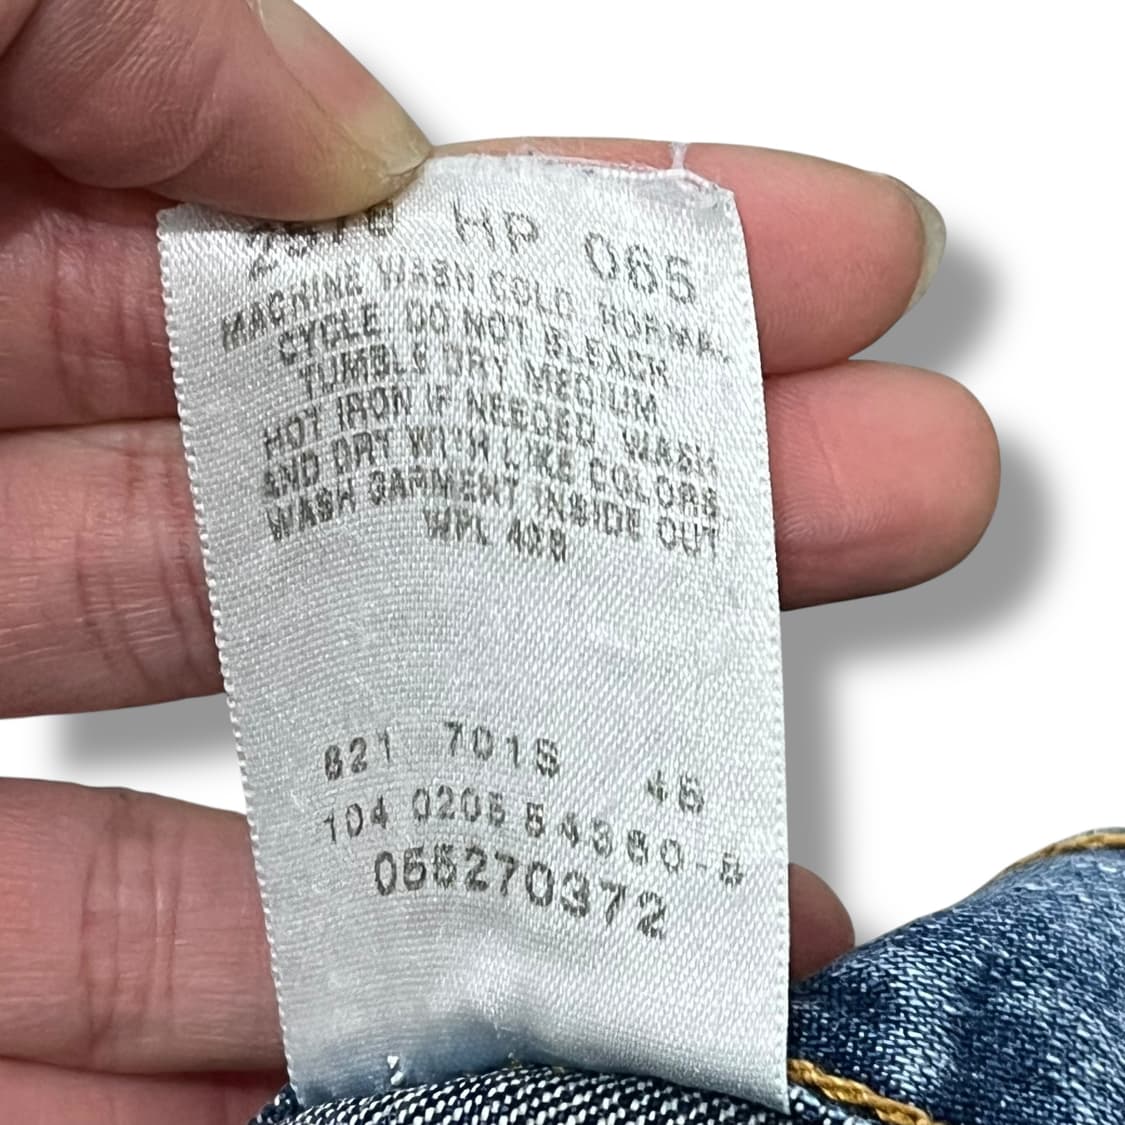 HP 065
MACHINE WASH COLD, NORMAL
CYCLE, DO NOT BLEACH
TUMBLE DRY MEDIUM
HOT IRON IF NEEDED, WASH
AND DRY WITH LIKE COLORS.
WASH GARMENT INSIDE OUT
WPL 423
821 701S
104